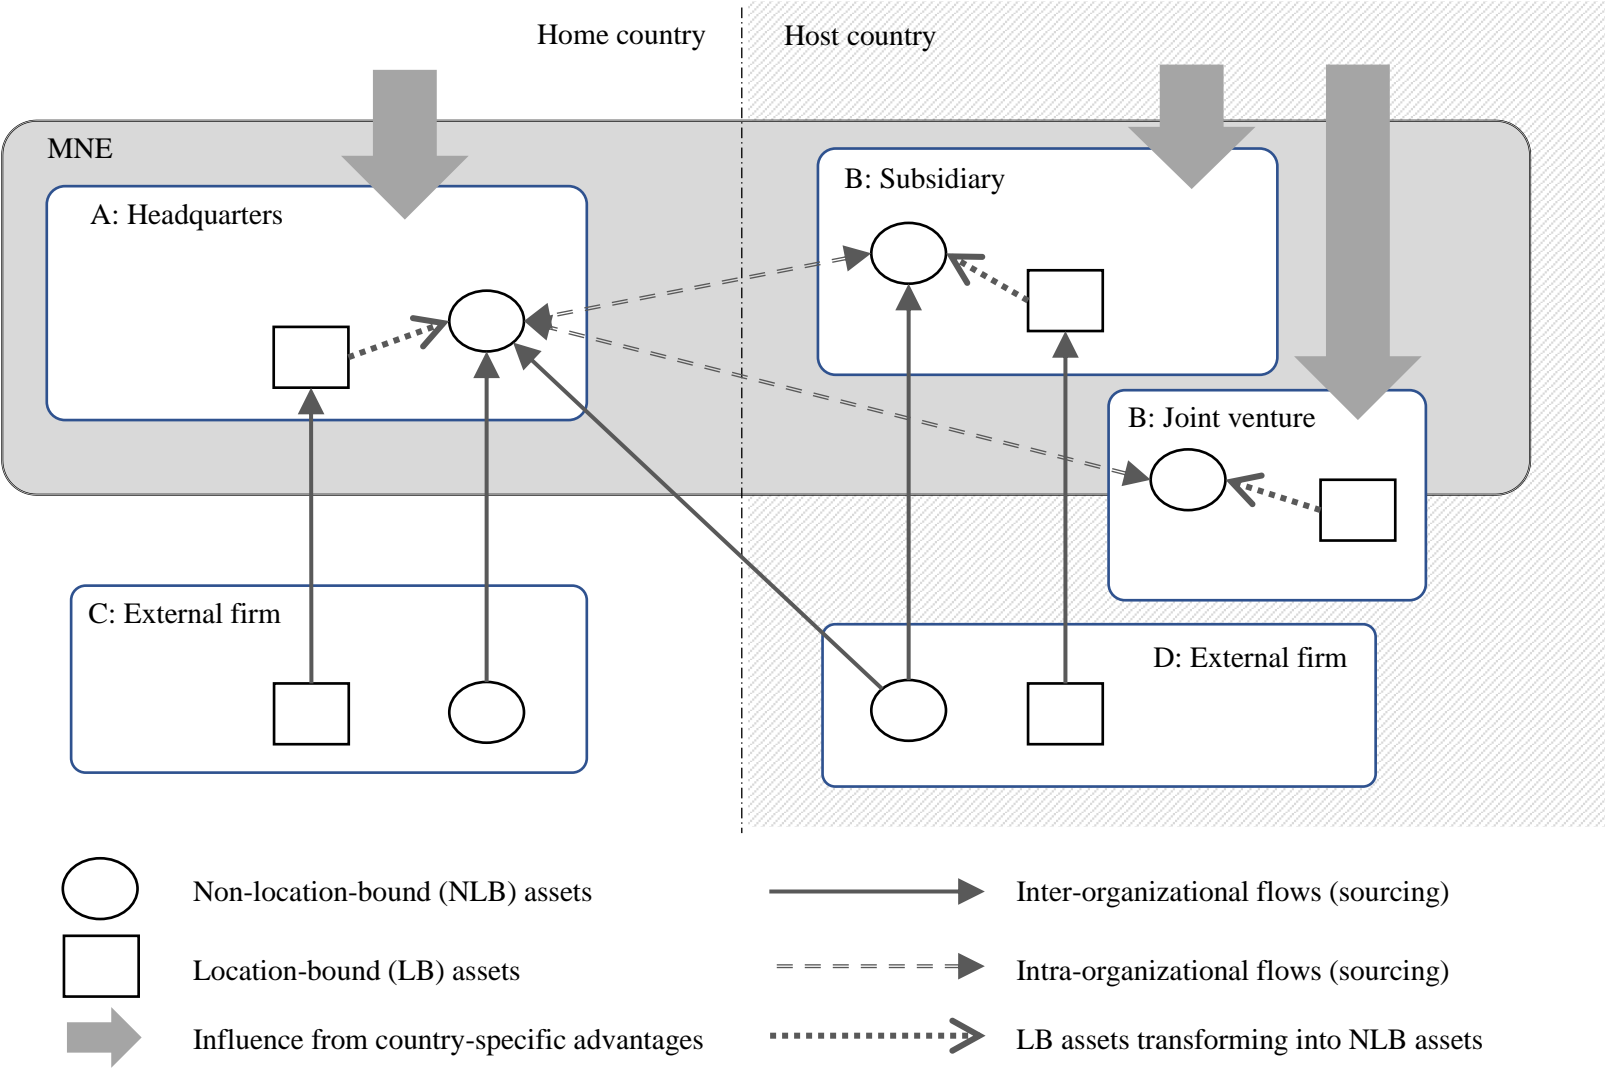 Home country
Host country
MNE
A: Headquarters
B: Subsidiary
B: Joint venture
C: External firm
D: External firm
Non-location-bound (NLB) assets
Inter-organizational flows (sourcing)
Location-bound (LB) assets
Intra-organizational flows (sourcing)
Influence from country-specific advantages
LB assets transforming into NLB assets